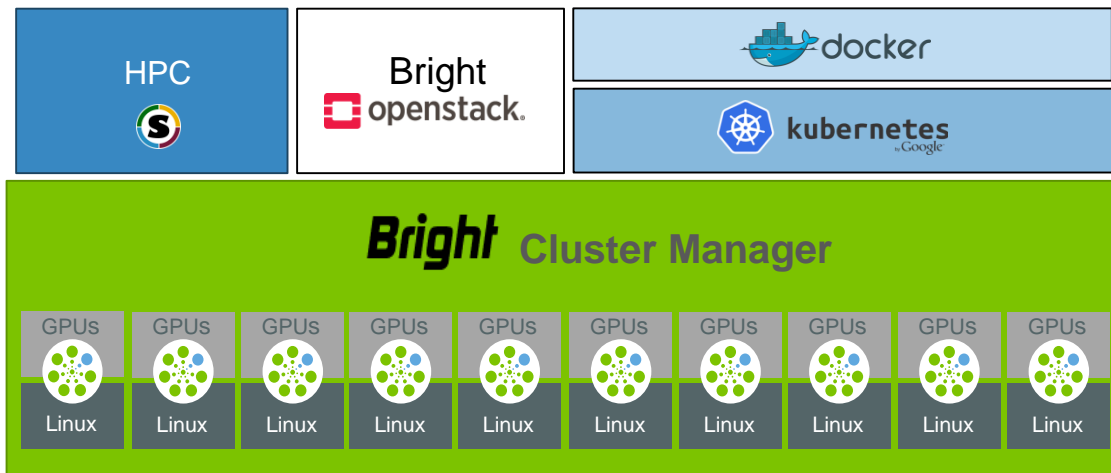 HPC
S
Bright
openstack.
docker
kubernetes
by Google
Bright Cluster Manager
GPUs GPUs GPUs GPUs GPUs GPUs GPUs GPUs GPUs GPUs
Linux Linux Linux Linux Linux Linux Linux Linux Linux Linux